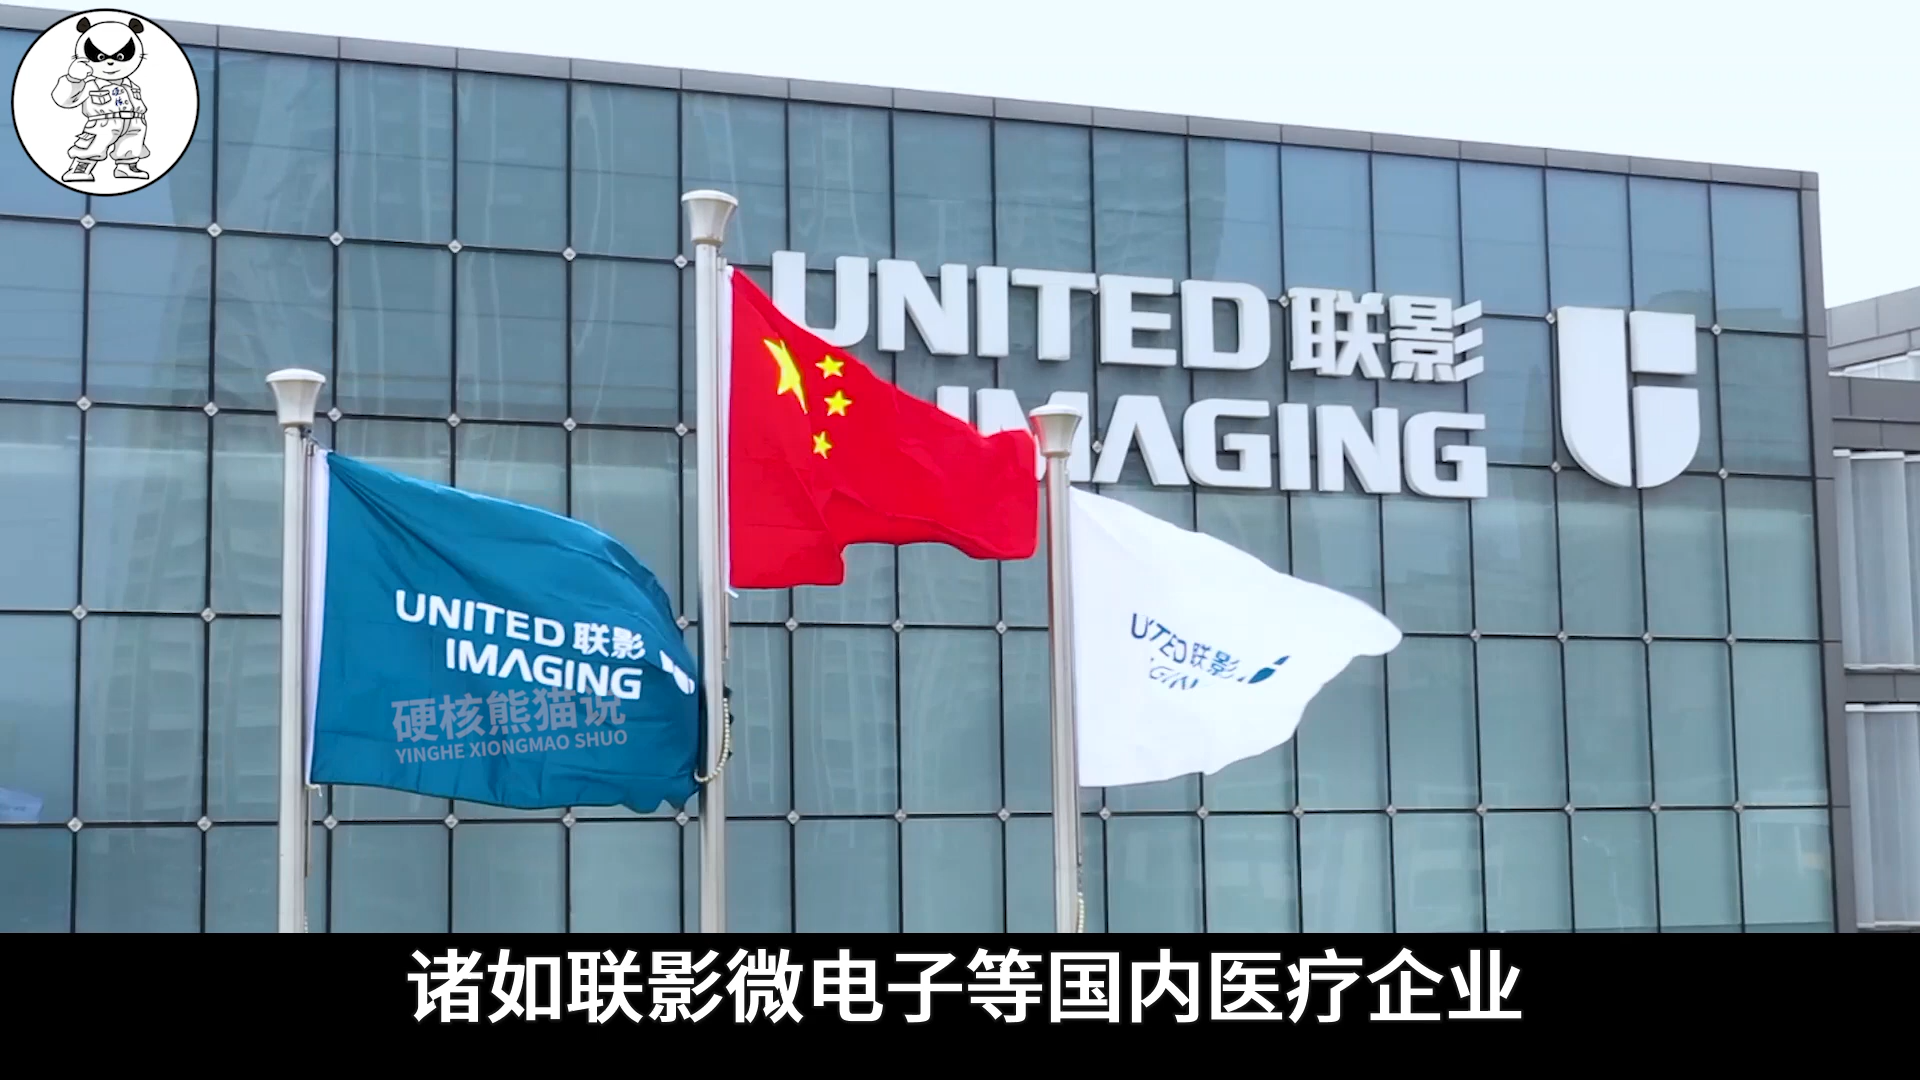 UNITED 联影
IMAGING
UNITED 联影
IMAGING
硬核熊猫说
YINGHE XIONGMAO SHUO
联影
诸如联影微电子等国内医疗企业